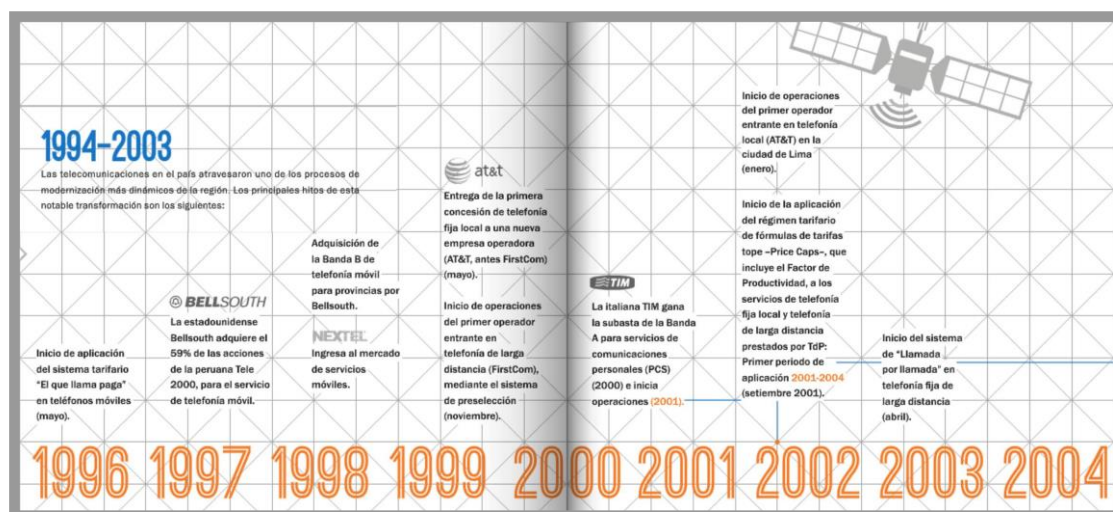 1994-2003
Las telecomunicaciones en el país atravesaron uno de los procesos de
modernización más dinámicos de la región. Los principales hitos de esta
notable transformación son los siguientes:
Inicio de aplicación
del sistema tarifario
“El que llama paga”
en teléfonos móviles
(mayo).
BELLSOUTH
La estadounidense
Bellsouth adquiere el
59% de las acciones
de la peruana Tele
2000, para el servicio
de telefonía móvil.
Adquisición de
la Banda B de
telefonía móvil
para provincias por
Bellsouth.
NEXTEL
Ingresa al mercado
de servicios
móviles.
at&t
Entrega de la primera
concesión de telefonía
fija local a una nueva
empresa operadora
(AT&T, antes FirstCom)
(mayo).
Inicio de operaciones
del primer operador
entrante en
telefonía de larga
distancia (FirstCom),
mediante el sistema
de preselección
(noviembre).
TIM
La italiana TIM gana
la subasta de la Banda
A para servicios de
comunicaciones
personales (PCS)
(2000) e inicia
operaciones (2001).
Inicio de operaciones
del primer operador
entrante en telefonía
local (AT&T) en la
ciudad de Lima
(enero).
Inicio de la aplicación
del régimen tarifario
de fórmulas de tarifas
tope –Price Caps–, que
incluye el Factor de
Productividad, a los
servicios de telefonía
fija local y telefonía
de larga distancia
prestados por TdP:
Primer periodo de
aplicación 2001-2004
(setiembre 2001).
Inicio del sistema
de “Llamada
por llamada” en
telefonía fija de
larga distancia
(abril).
1996 1997 1998 1999 2000 2001 2002 2003 2004